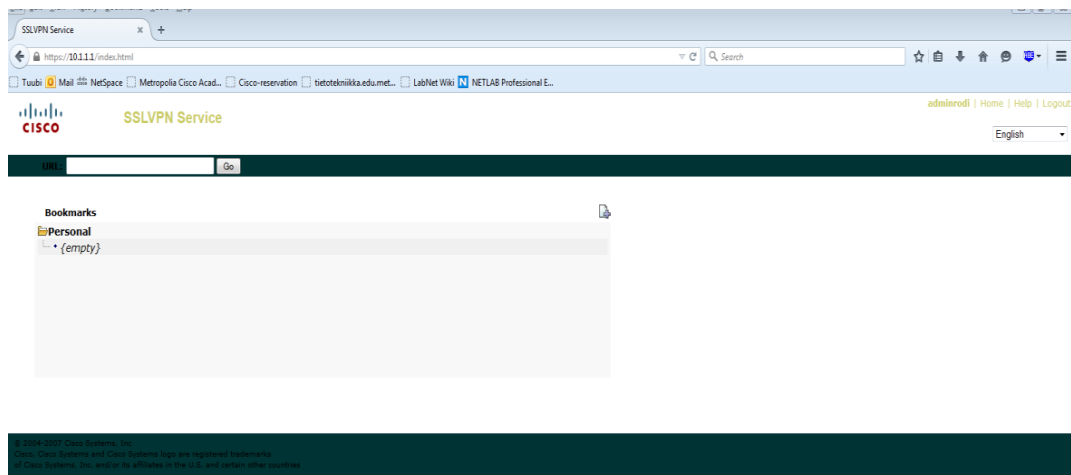 SSLVPN Service x +
https://10.1.1.1/index.html Search
Tuubi Mail NetSpace Metropolia Cisco Acad... Cisco-reservation tietotekniikka.edu.met... LabNet Wiki N NETLAB Professional E...
CISCO
SSLVPN Service
adminrodi | Home | Help | Logout
English
URL: Go
Bookmarks
Personal
{empty}
© 2004-2007 Cisco Systems, Inc
Cisco, Cisco Systems and Cisco Systems logo are registered trademarks
of Cisco Systems, Inc. and/or its affiliates in the U.S. and certain other countries